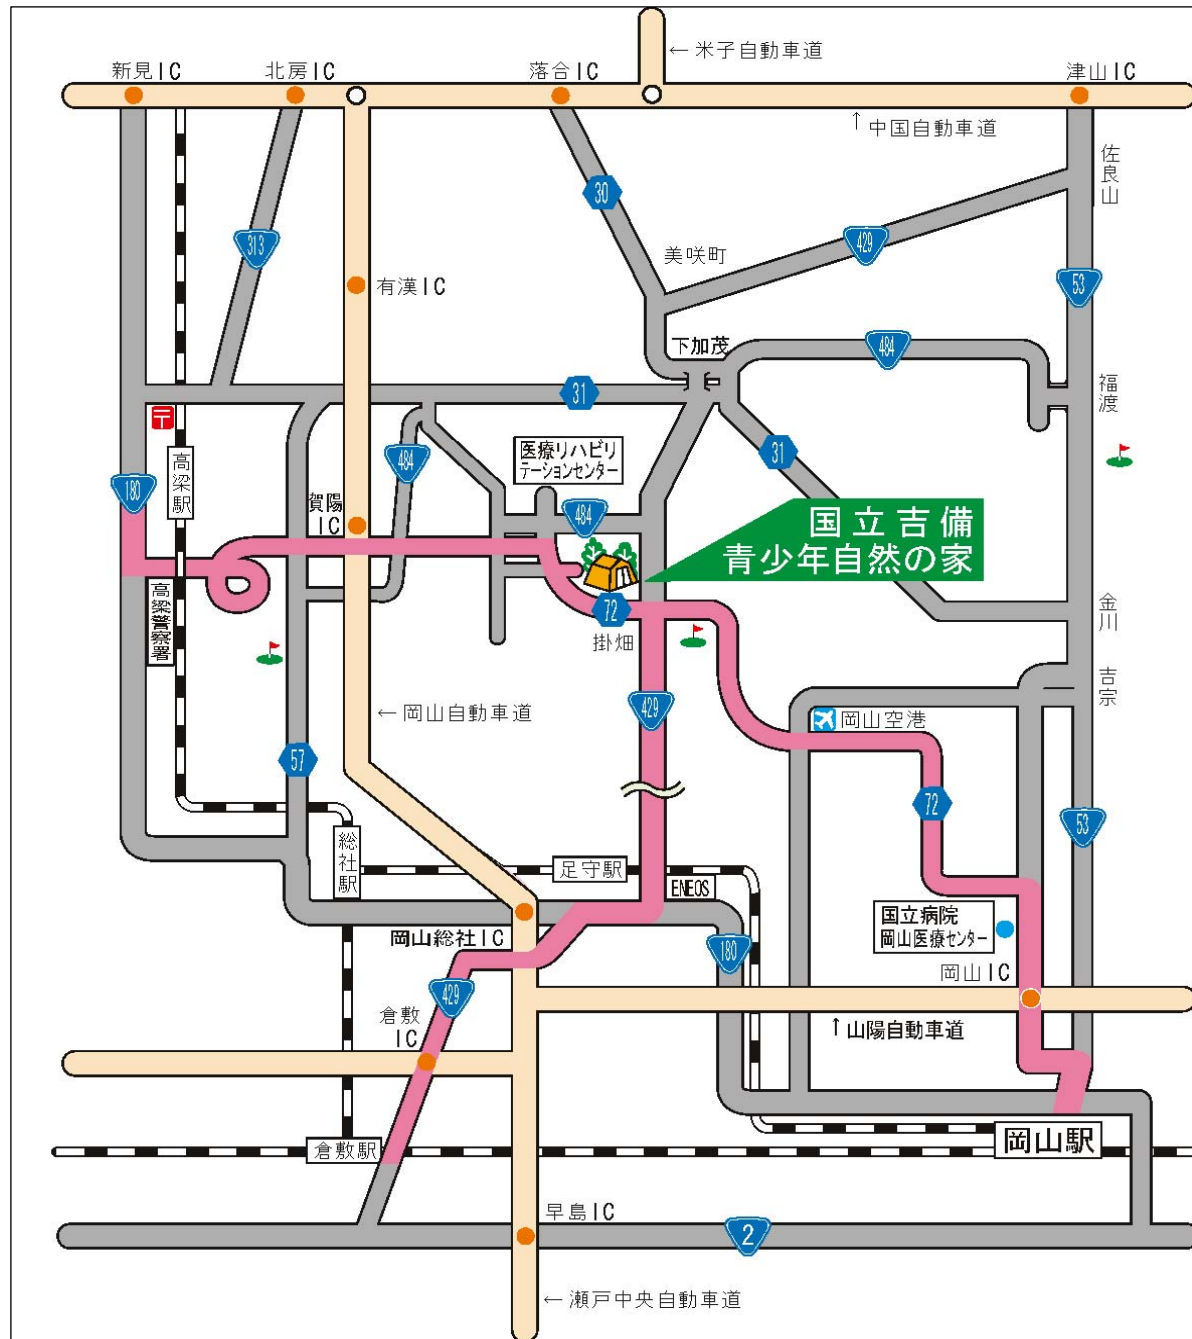 ←米子自動車道
新見IC
北房IC
落合IC
津山IC
↑中国自動車道
佐良山
30
429
313
美咲町
53
有漢IC
下加茂
484
福渡
31
31
484
医療リハビリ
テーションセンター
高梁駅
180
賀陽
IC
484
国立吉備
青少年自然の家
72
掛畑
高梁警察署
金川
吉宗
←岡山自動車道
429
岡山空港
57
72
53
総社駅
足守駅
ENEOS
国立病院
岡山医療センター
岡山総社IC
180
岡山IC
429
倉敷
IC
↑山陽自動車道
岡山駅
倉敷駅
早島IC
2
←瀬戸中央自動車道